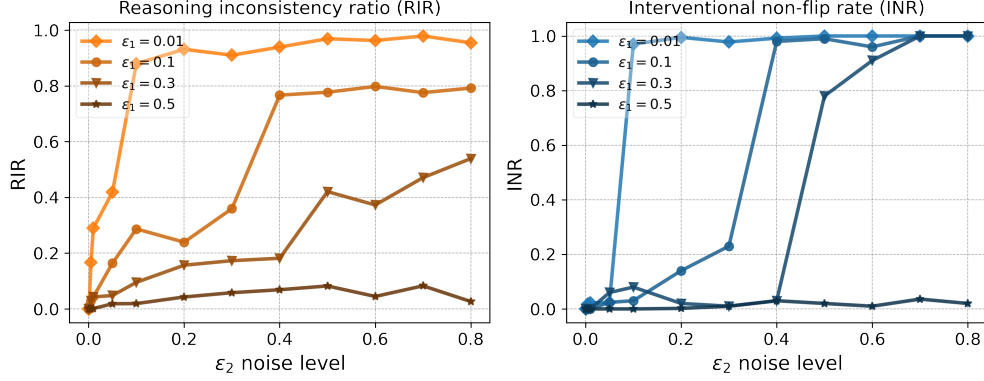 Reasoning inconsistency ratio (RIR)
RIR
1.0
0.8
0.6
0.4
0.2
0.0
ε₁ = 0.01
ε₁ = 0.1
ε₁ = 0.3
ε₁ = 0.5
0.0 0.2 0.4 0.6 0.8
ε₂ noise level
Interventional non-flip rate (INR)
INR
1.0
0.8
0.6
0.4
0.2
0.0
ε₁ = 0.01
ε₁ = 0.1
ε₁ = 0.3
ε₁ = 0.5
0.0 0.2 0.4 0.6 0.8
ε₂ noise level